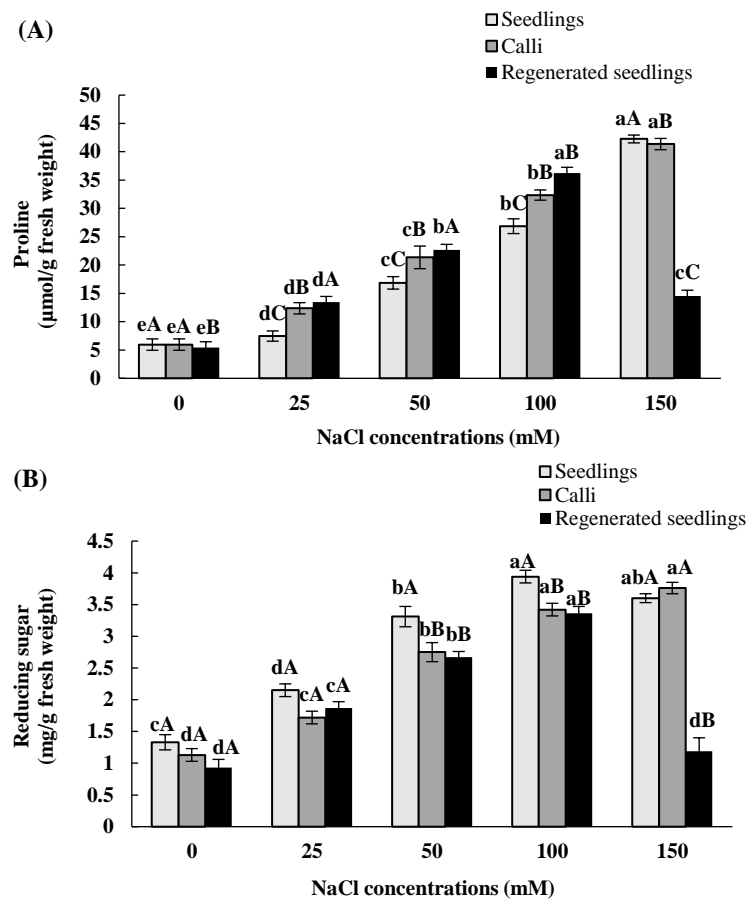 (A)
Seedlings
Calli
Regenerated seedlings
Proline
(µmol/g fresh weight)
50
45
40
35
30
25
20
15
10
5
0
eA eA eB
dC dB dA
cC cB bA
bC bB aB
aA aB cC
0 25 50 100 150
NaCl concentrations (mM)
(B)
Seedlings
Calli
Regenerated seedlings
Reducing sugar
(mg/g fresh weight)
4.5
4
3.5
3
2.5
2
1.5
1
0.5
0
cA dA dA
dA cA cA
bA bB bB
aA aB aB
abA aA dB
0 25 50 100 150
NaCl concentrations (mM)